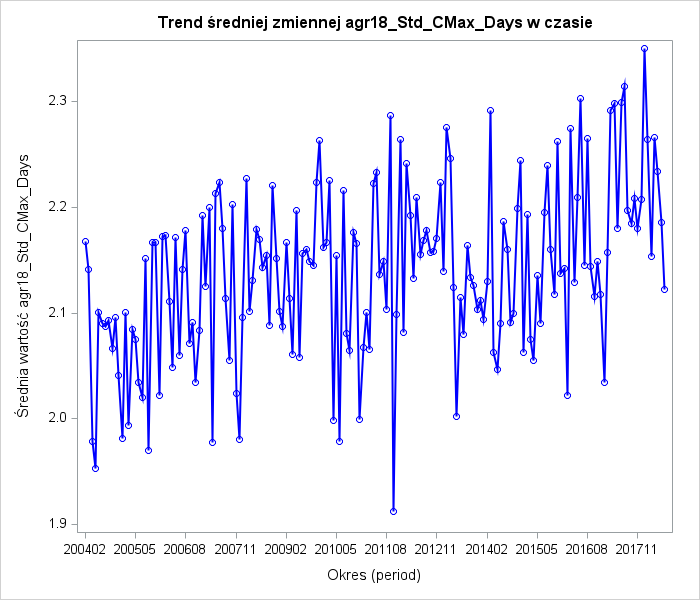 Trend średniej zmiennej agr18_Std_CMax_Days w czasie
Średnia wartość agr18_Std_CMax_Days
2.3
2.2
2.1
2.0
1.9
200402 200505 200608 200711 200902 201005 201108 201211 201402 201505 201608 201711
Okres (period)